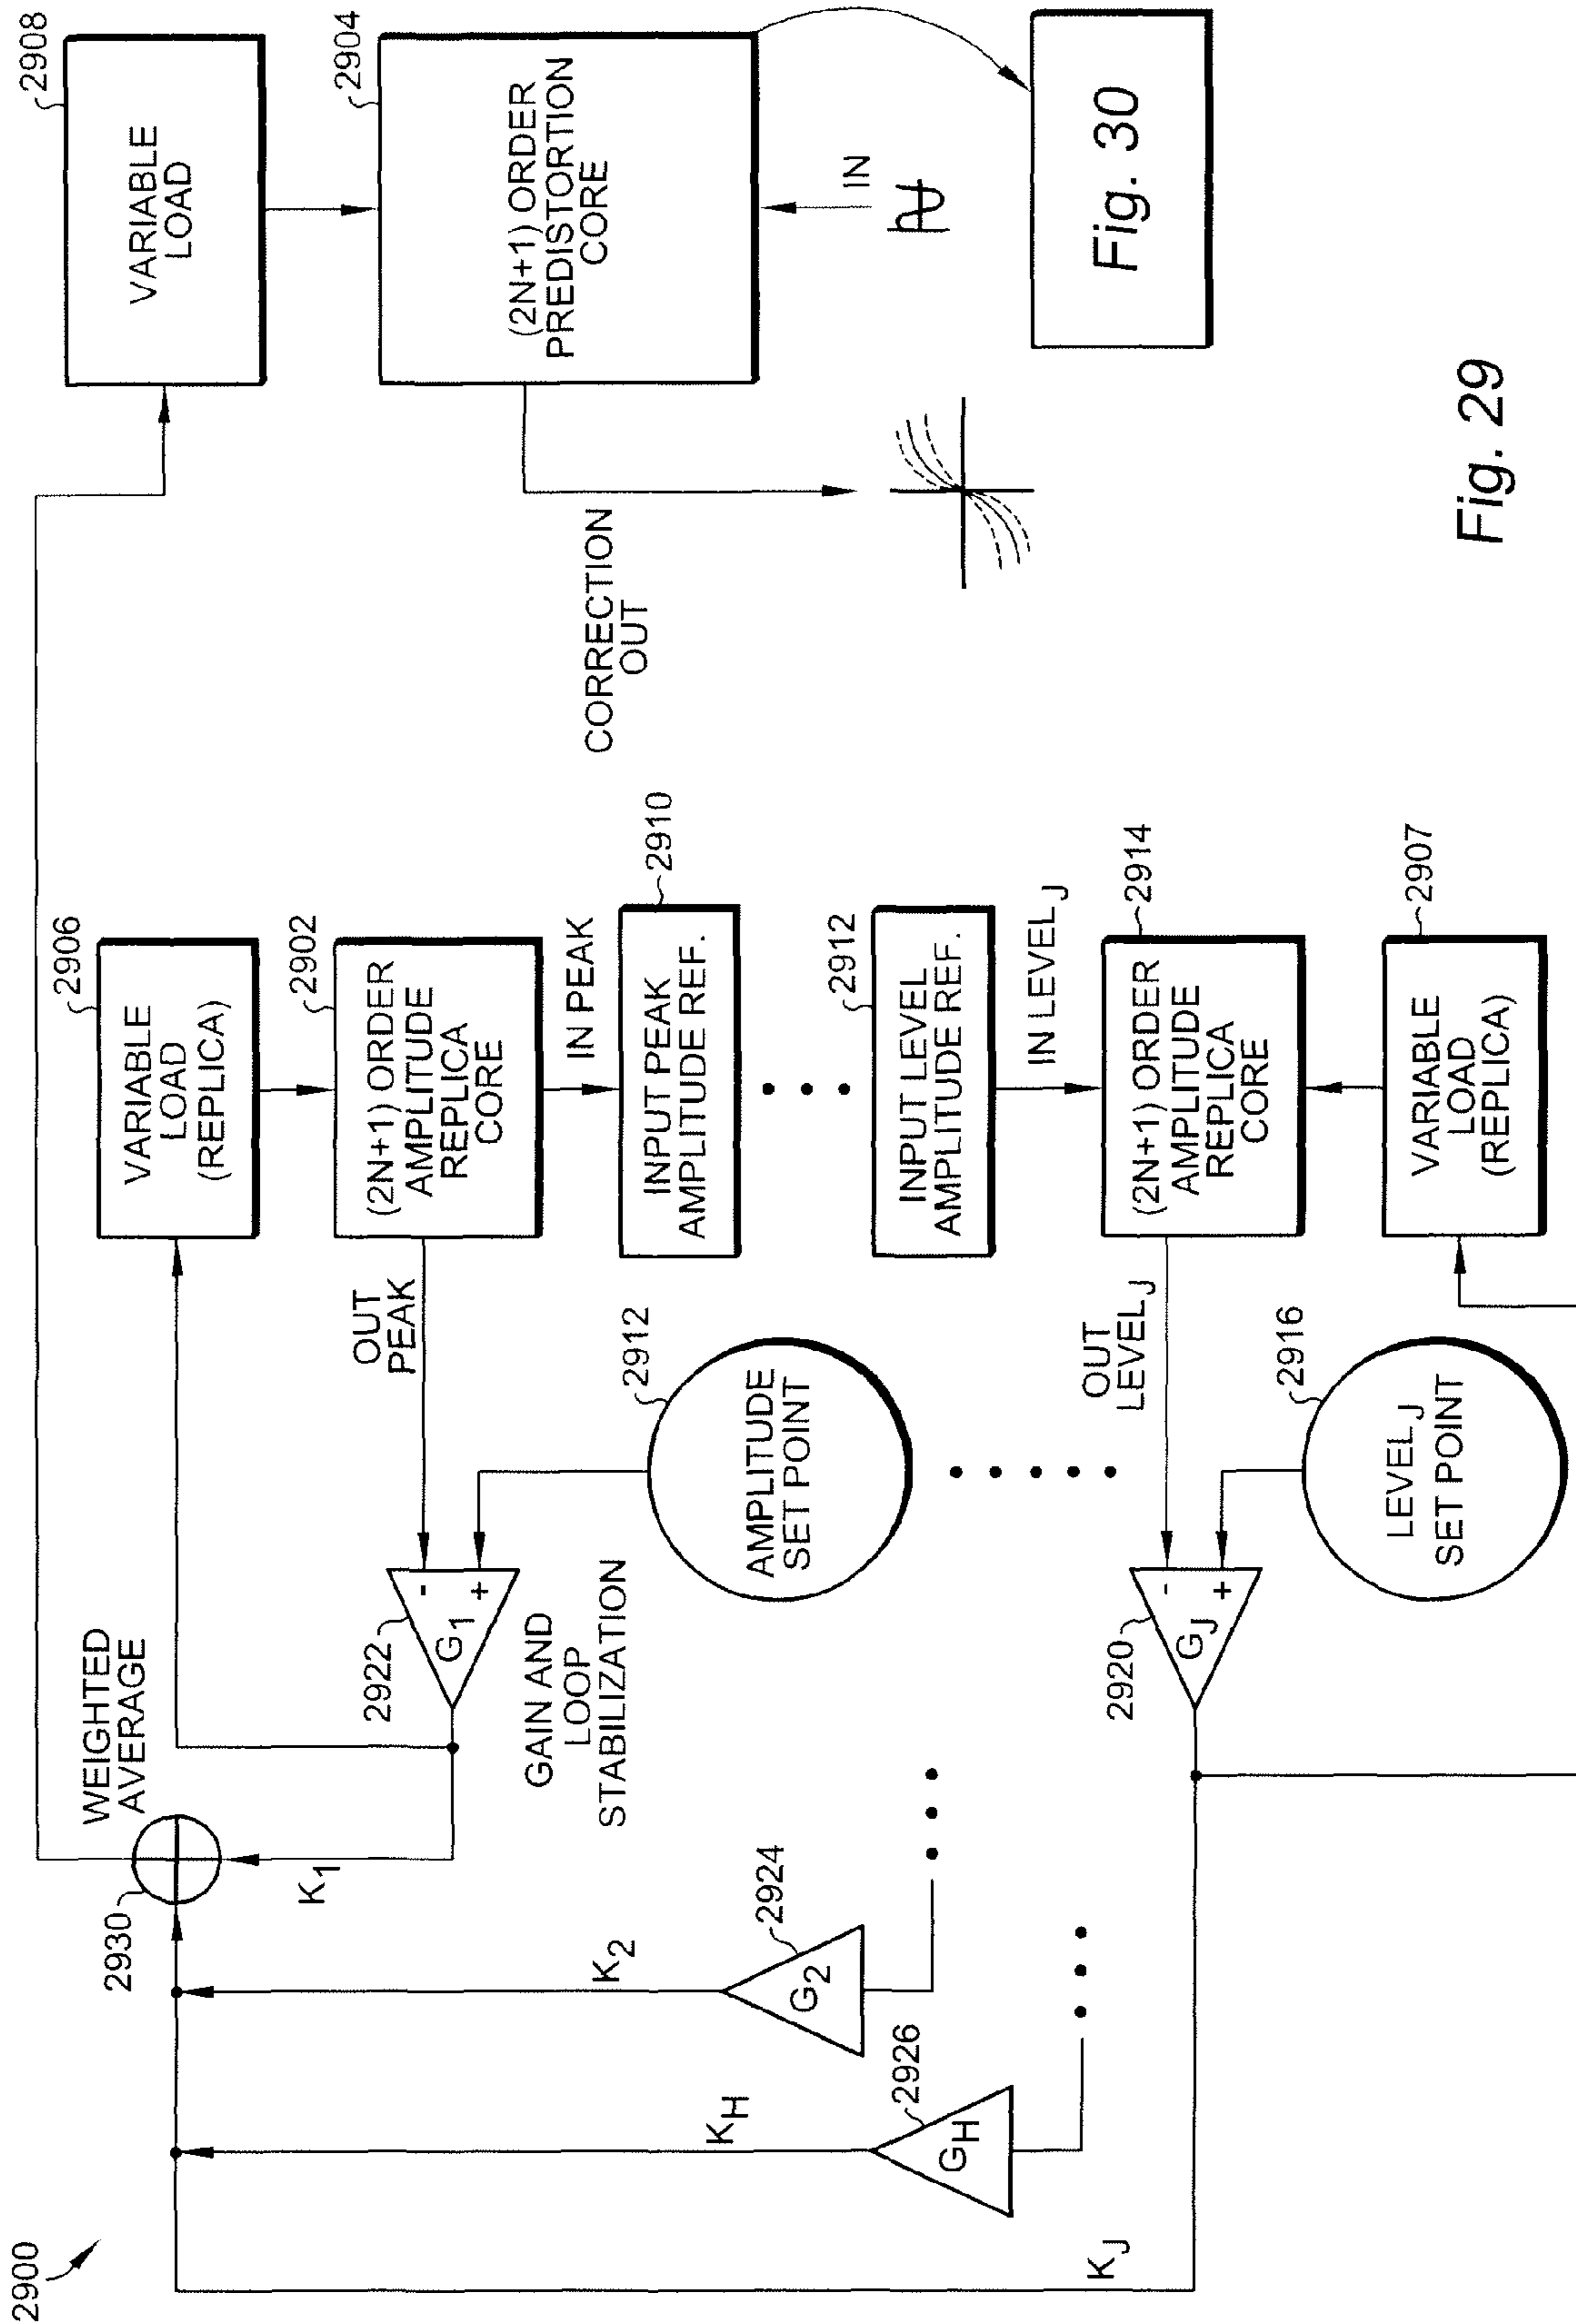 2900
WEIGHTED
AVERAGE
2930
K1
K2
KH
KJ
2922
G1
-
+
GAIN AND
LOOP
STABILIZATION
2924
G2
2926
GH
2920
GJ
-
+
OUT
PEAK
2912
AMPLITUDE
SET POINT
OUT
LEVELJ
2916
LEVELJ
SET POINT
2906
VARIABLE
LOAD
(REPLICA)
2902
(2N+1) ORDER
AMPLITUDE
REPLICA
CORE
IN PEAK
2910
INPUT PEAK
AMPLITUDE REF.
2912
INPUT LEVEL
AMPLITUDE REF.
IN LEVELJ
2914
(2N+1) ORDER
AMPLITUDE
REPLICA
CORE
2907
VARIABLE
LOAD
(REPLICA)
2908
VARIABLE
LOAD
2904
(2N+1) ORDER
PREDISTORTION
CORE
IN
CORRECTION
OUT
Fig. 30
Fig. 29